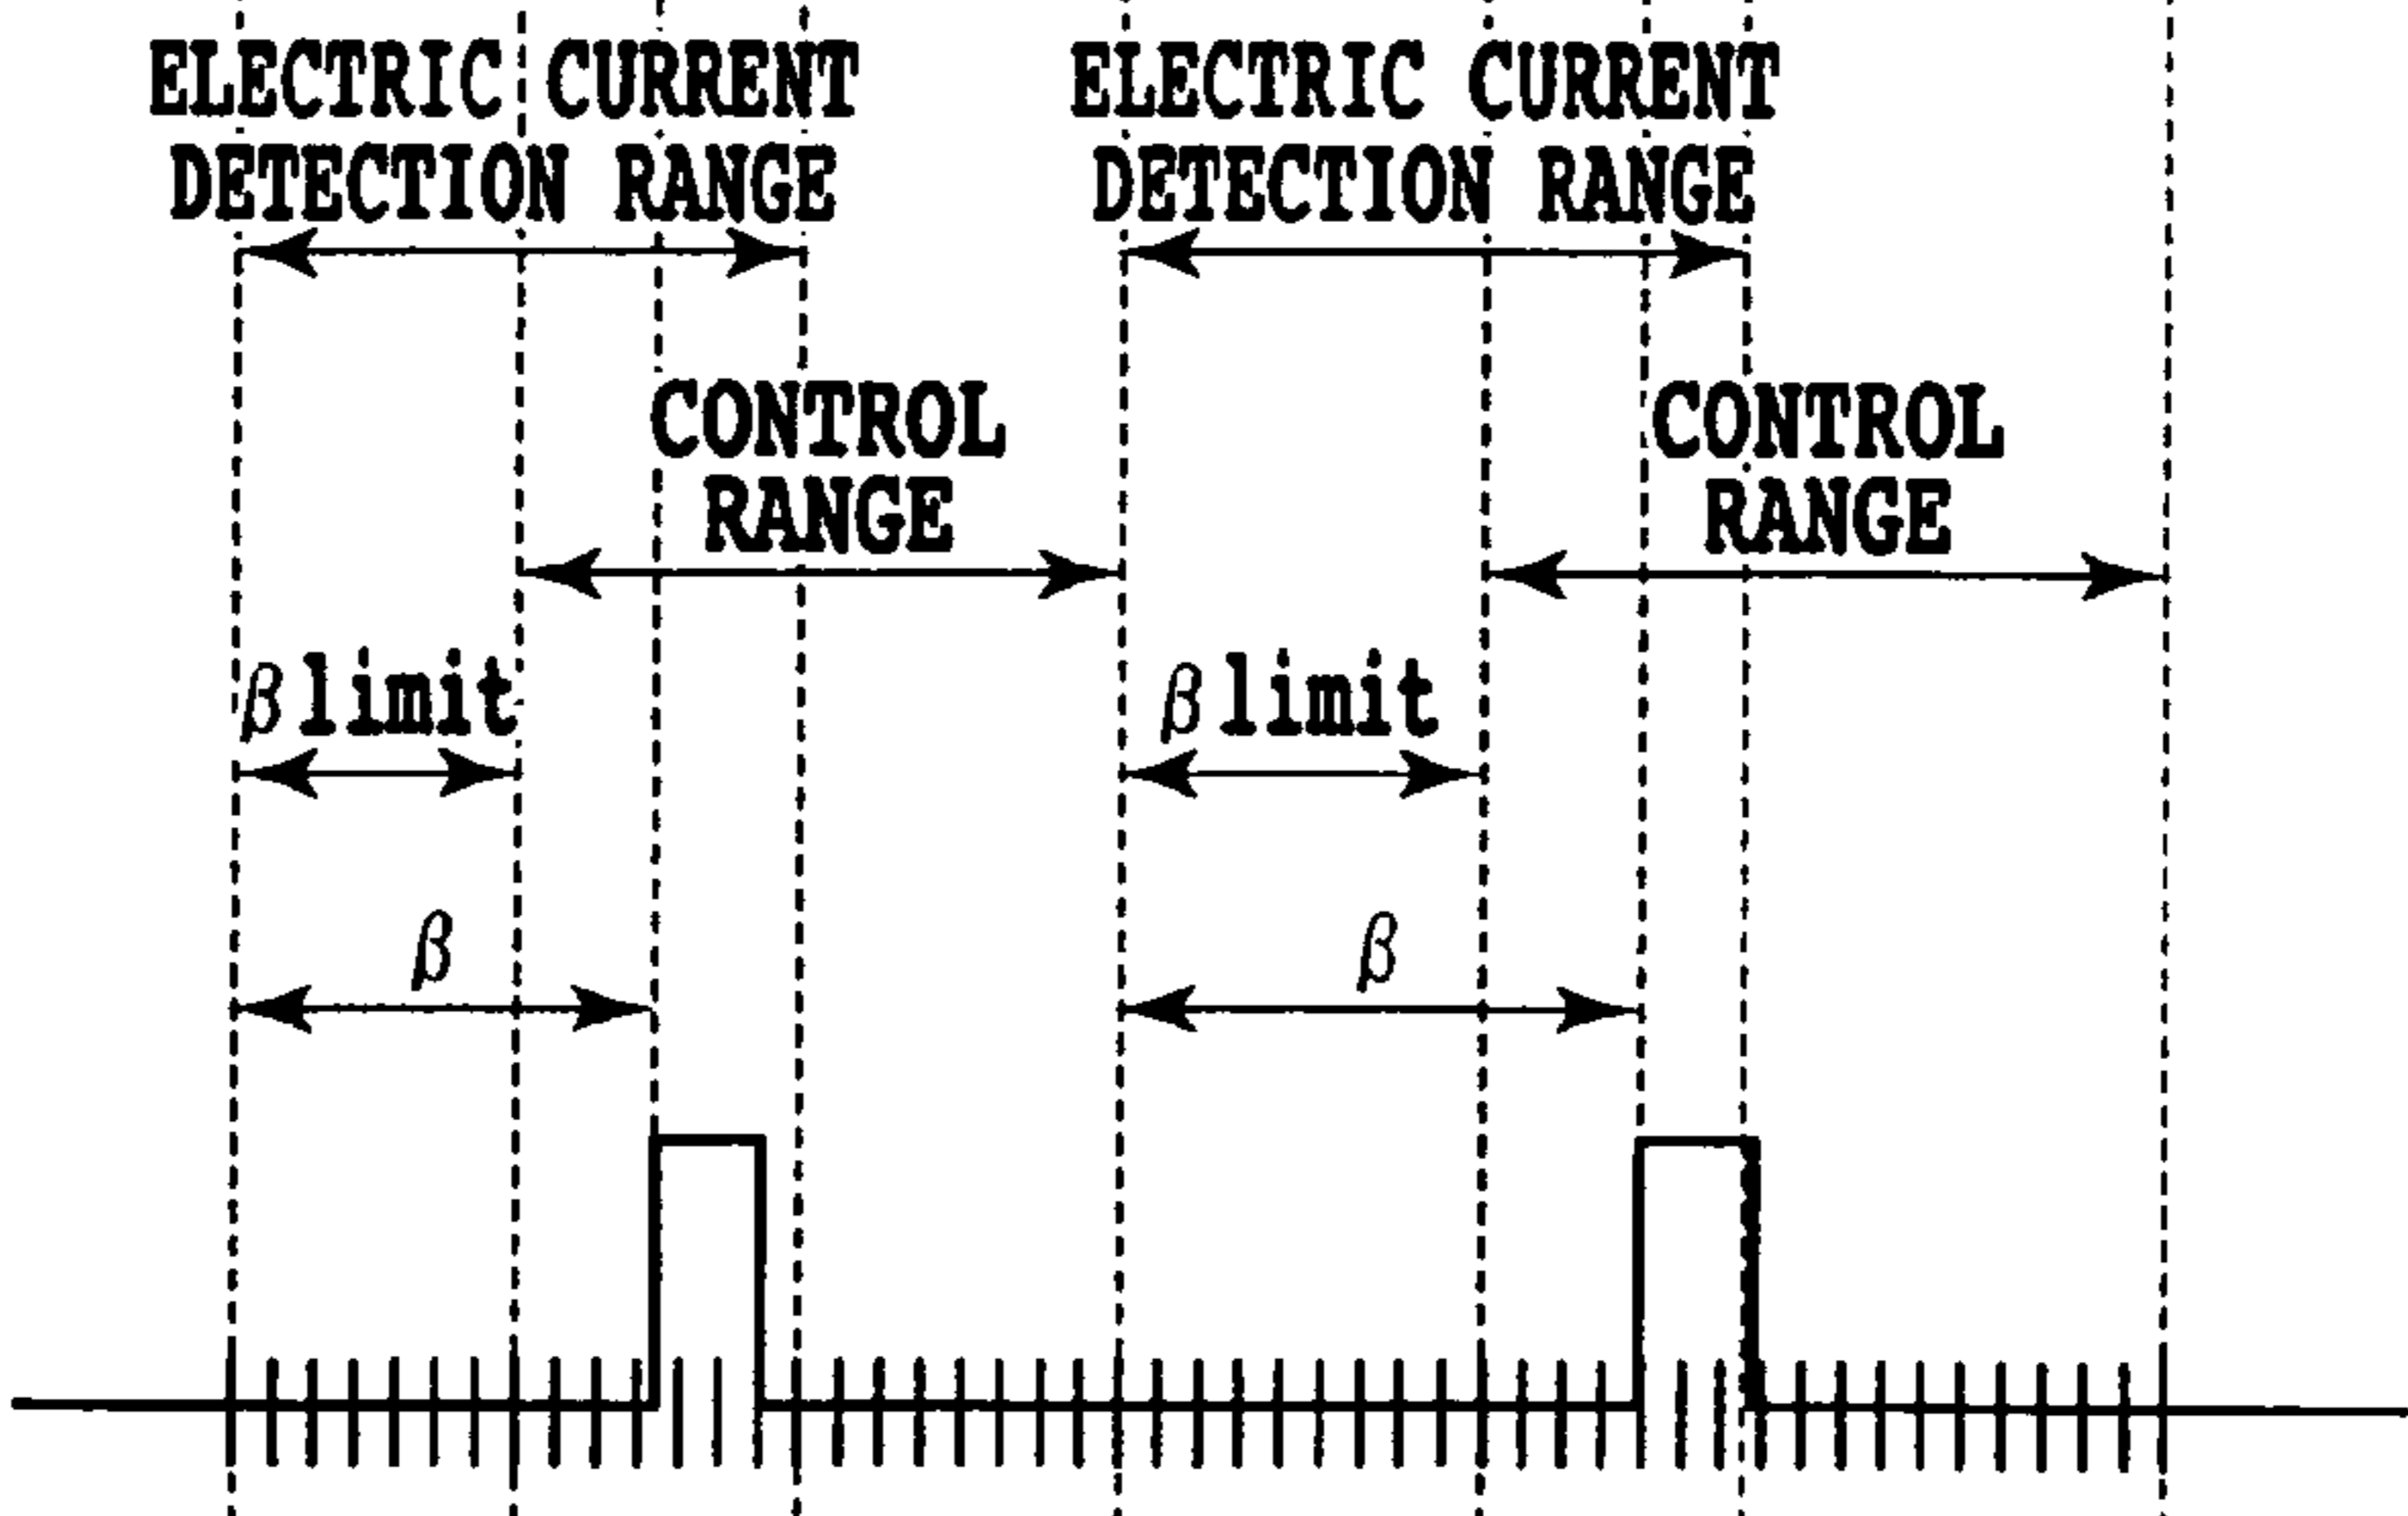 ELECTRIC CURRENT
DETECTION RANGE
ELECTRIC CURRENT
DETECTION RANGE
CONTROL
RANGE
CONTROL
RANGE
β limit
β limit
β
β